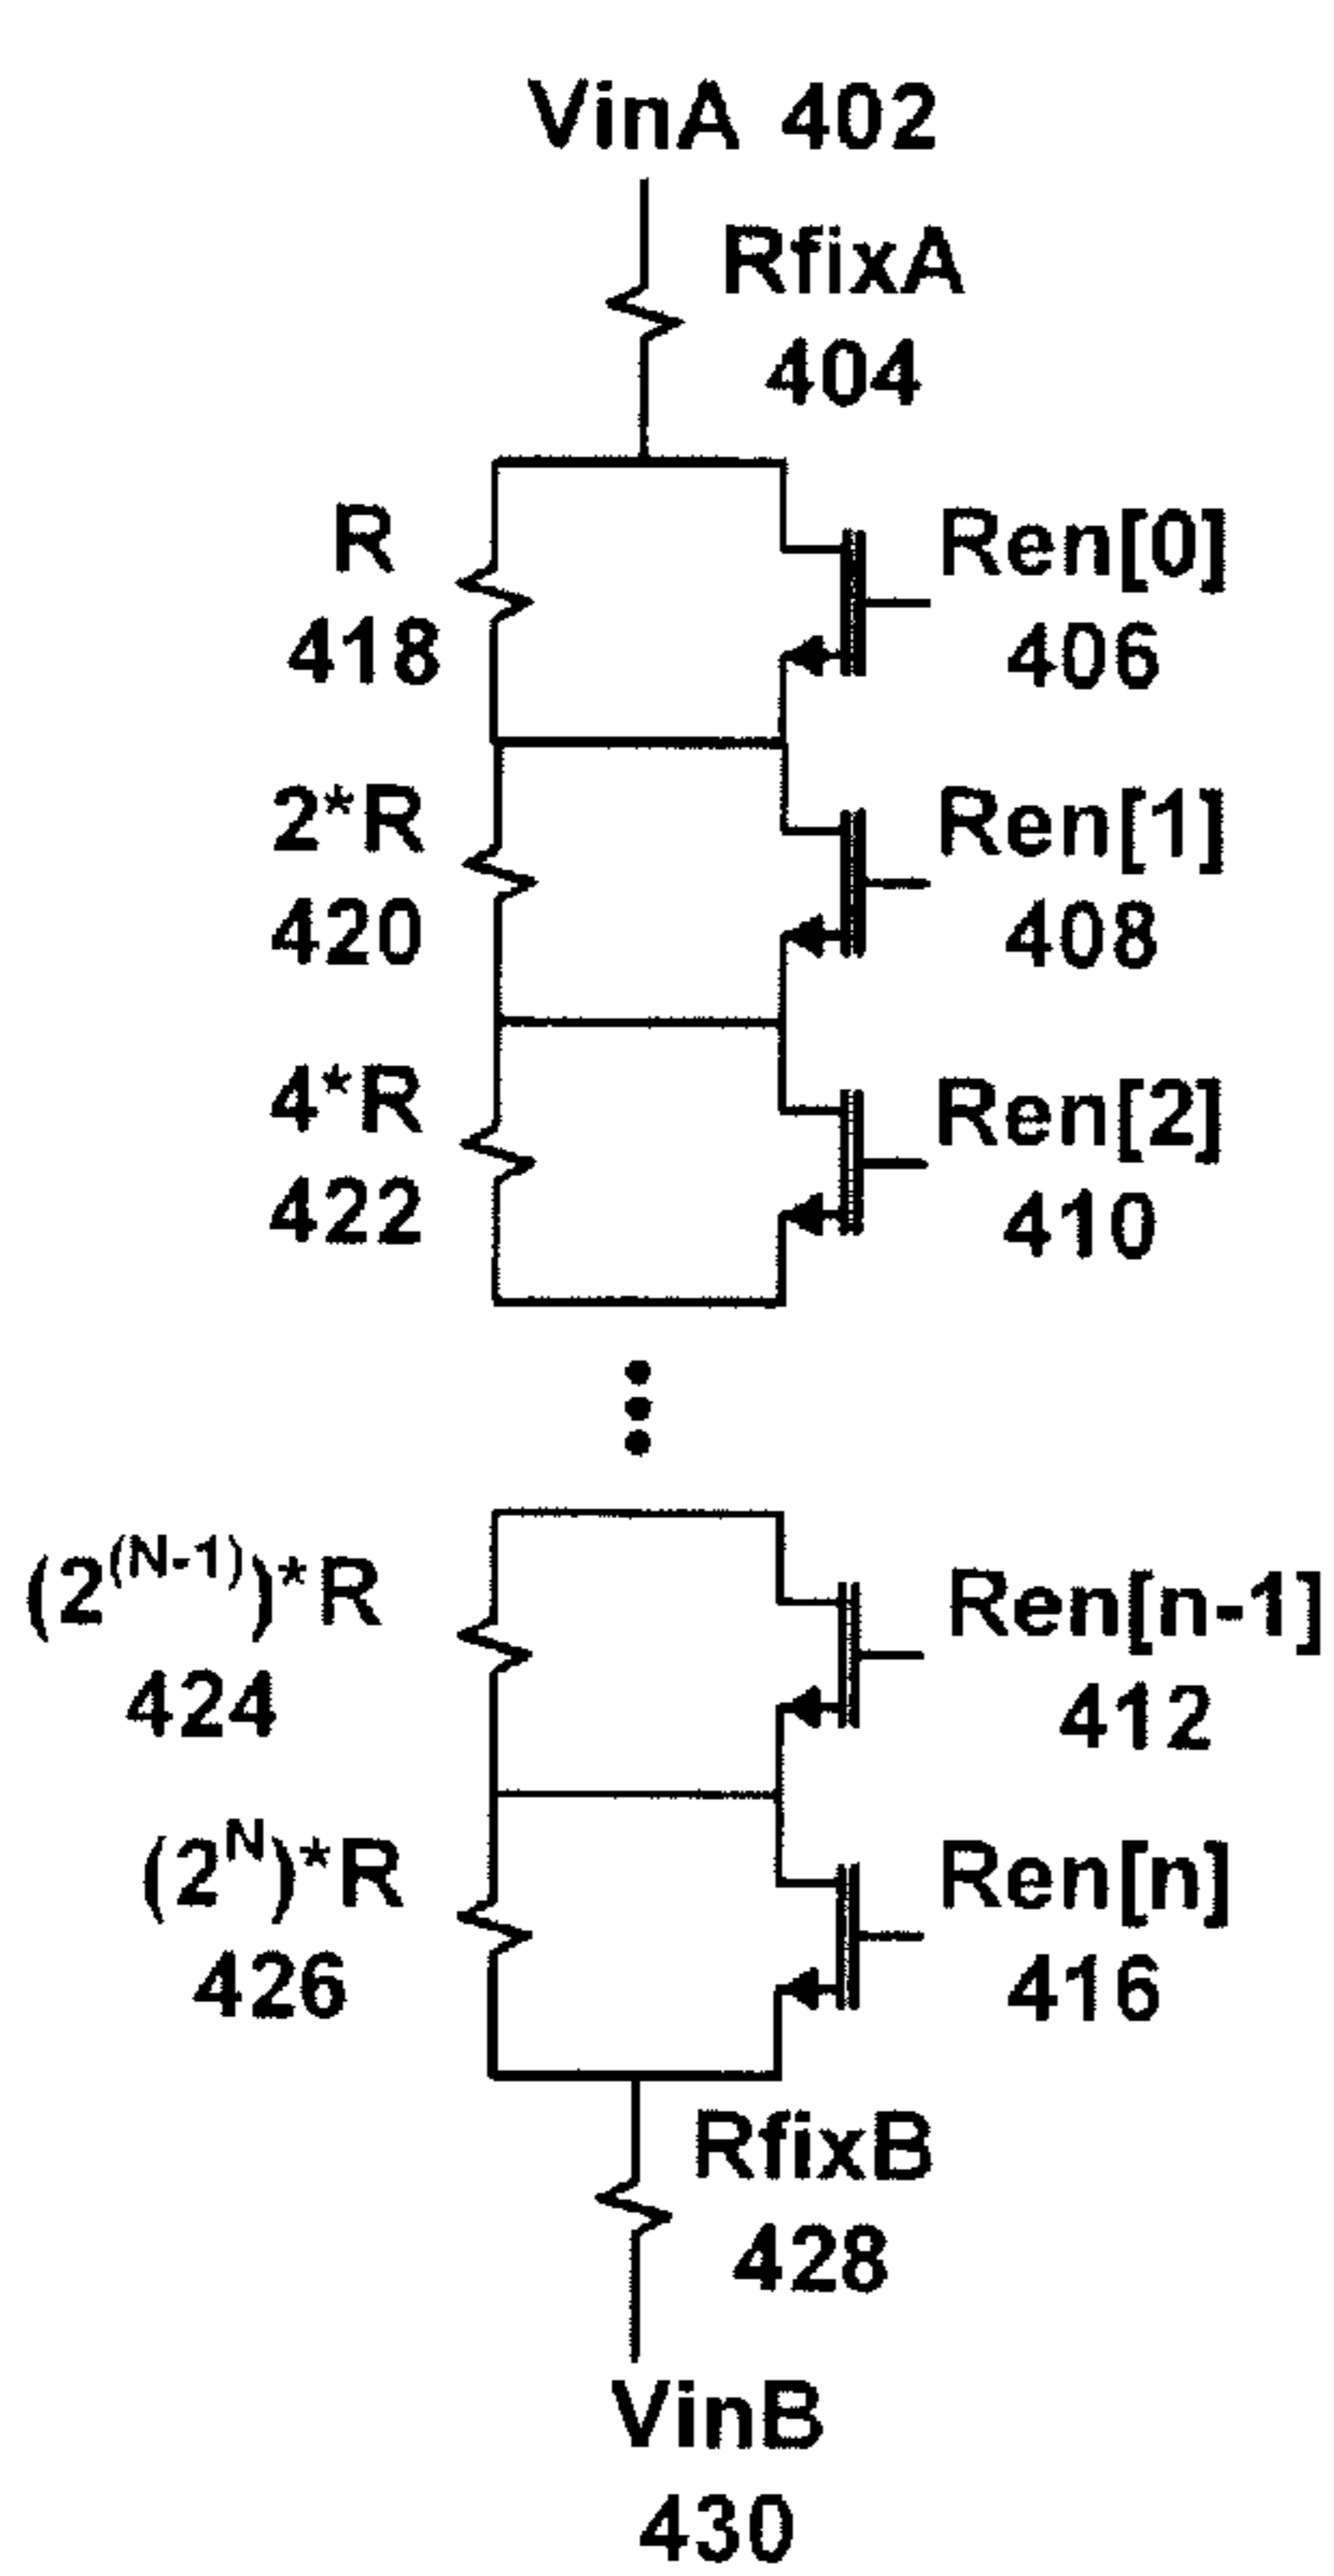 VinA 402
RfixA
404
R
418
Ren[0]
406
2*R
420
Ren[1]
408
4*R
422
Ren[2]
410
(2^(N-1))*R
424
Ren[n-1]
412
(2^N)*R
426
Ren[n]
416
RfixB
428
VinB
430